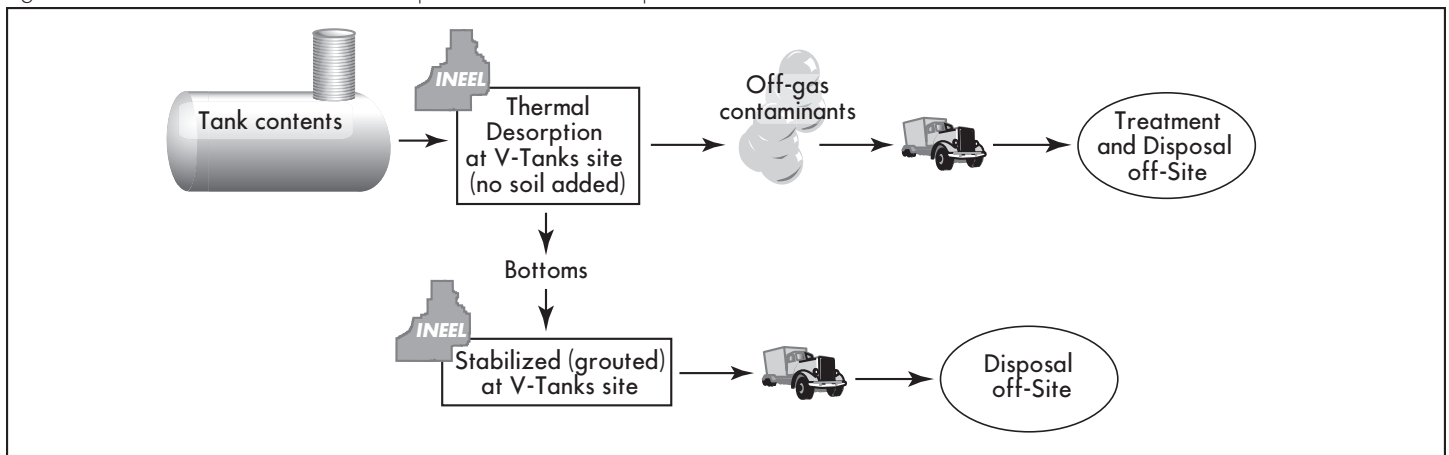 INEEL
Tank contents
Thermal
Desorption
at V-Tanks site
(no soil added)
Off-gas
contaminants
Treatment
and Disposal
off-Site
Bottoms
INEEL
Stabilized (grouted)
at V-Tanks site
Disposal
off-Site